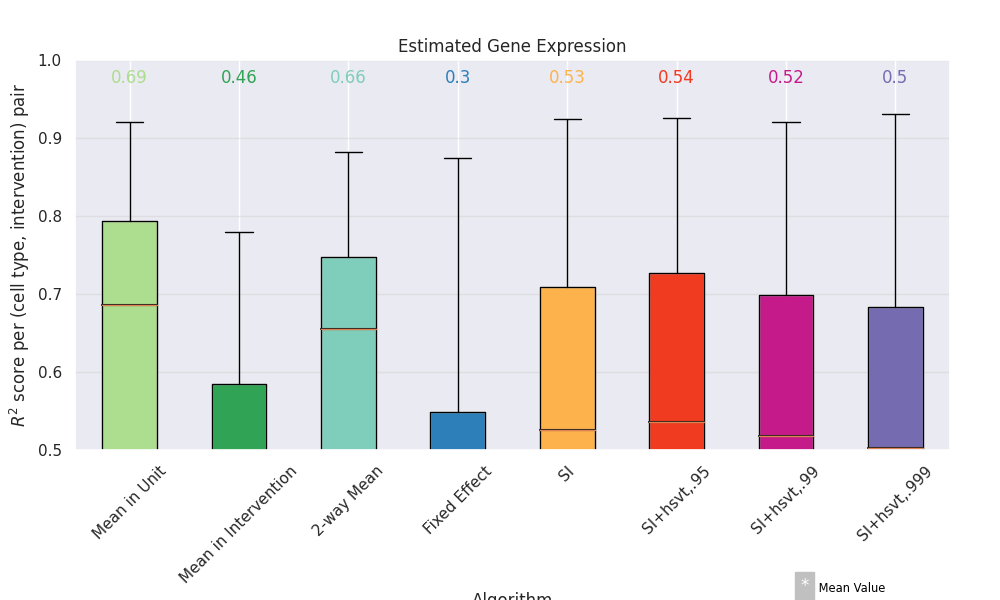 Estimated Gene Expression
0.69 0.46 0.66 0.3 0.53 0.54 0.52 0.5
R² score per (cell type, intervention) pair
1.0
0.9
0.8
0.7
0.6
0.5
Mean in Unit
Mean in Intervention
2-way Mean
Fixed Effect
SI
SI+hsvt,.95
SI+hsvt,.99
SI+hsvt,.999
Algorithm
* Mean Value